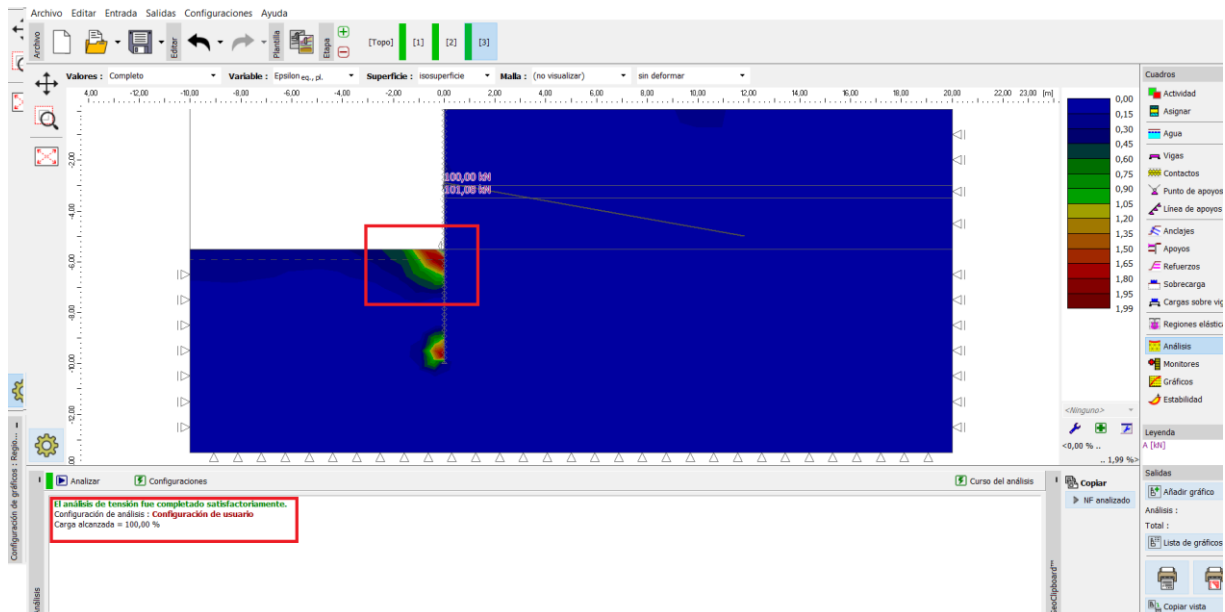 Archivo Editar Entrada Salidas Configuraciones Ayuda
Archivo
Editar
Plantilla
Etapa
[Topo] [1] [2] [3]
Valores : Completo Variable : Epsilon eq., pl. Superficie : isosuperficie Malla : (no visualizar) sin deformar
4,00 -12,00 -10,00 -8,00 -6,00 -4,00 -2,00 0,00 2,00 4,00 6,00 8,00 10,00 12,00 14,00 16,00 18,00 20,00 22,00 23,00 [m]
-2,00
-4,00
-6,00
-8,00
-10,00
-12,00
100,00 kN
101,08 kN
0,00
0,15
0,30
0,45
0,60
0,75
0,90
1,05
1,20
1,35
1,50
1,65
1,80
1,95
1,99
<Ninguno>
<0,00 % ..
.. 1,99 %>
Cuadros
Actividad
Asignar
Agua
Vigas
Contactos
Punto de apoyos
Línea de apoyos
Anclajes
Apoyos
Refuerzos
Sobrecarga
Cargas sobre vig
Regiones elástica
Análisis
Monitores
Gráficos
Estabilidad
Leyenda
A [kN]
Salidas
Añadir gráfico
Análisis :
Total :
Lista de gráficos
Copiar vista
Configuración de gráficos : Regio...
Analizar Configuraciones Curso del análisis
El análisis de tensión fue completado satisfactoriamente.
Configuración de análisis : Configuración de usuario
Carga alcanzada = 100,00 %
Análisis
GeoClipboard™
Copiar
NF analizado